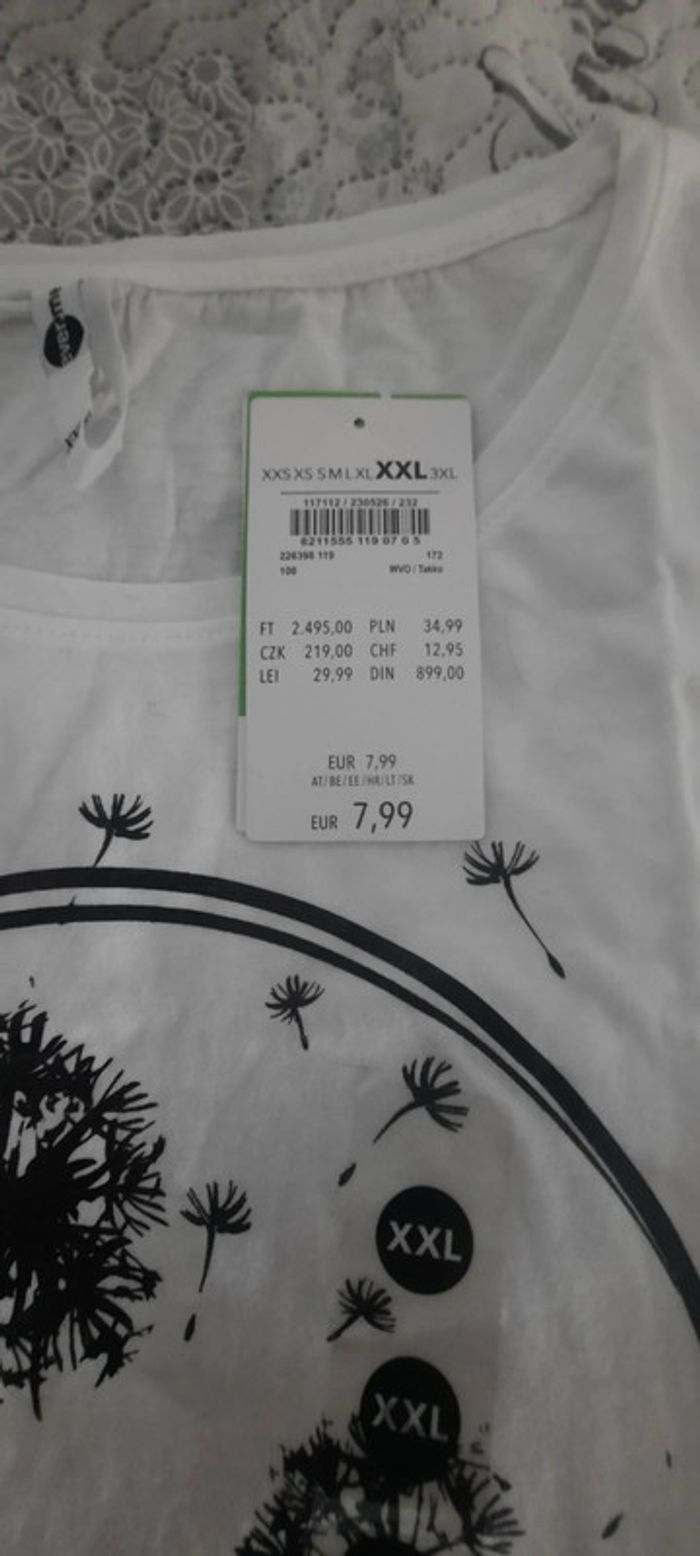 XXS XS S M L XL XXL 3XL
117112 / 230526 / 232
8211555 119 07 0 5
226398 119 172
100 WVO / Takko
FT 2.495,00 PLN 34,99
CZK 219,00 CHF 12,95
LEI 29,99 DIN 899,00
EUR 7,99
AT/BE/EE/HR/LT/SK
EUR 7,99
XXL
XXL